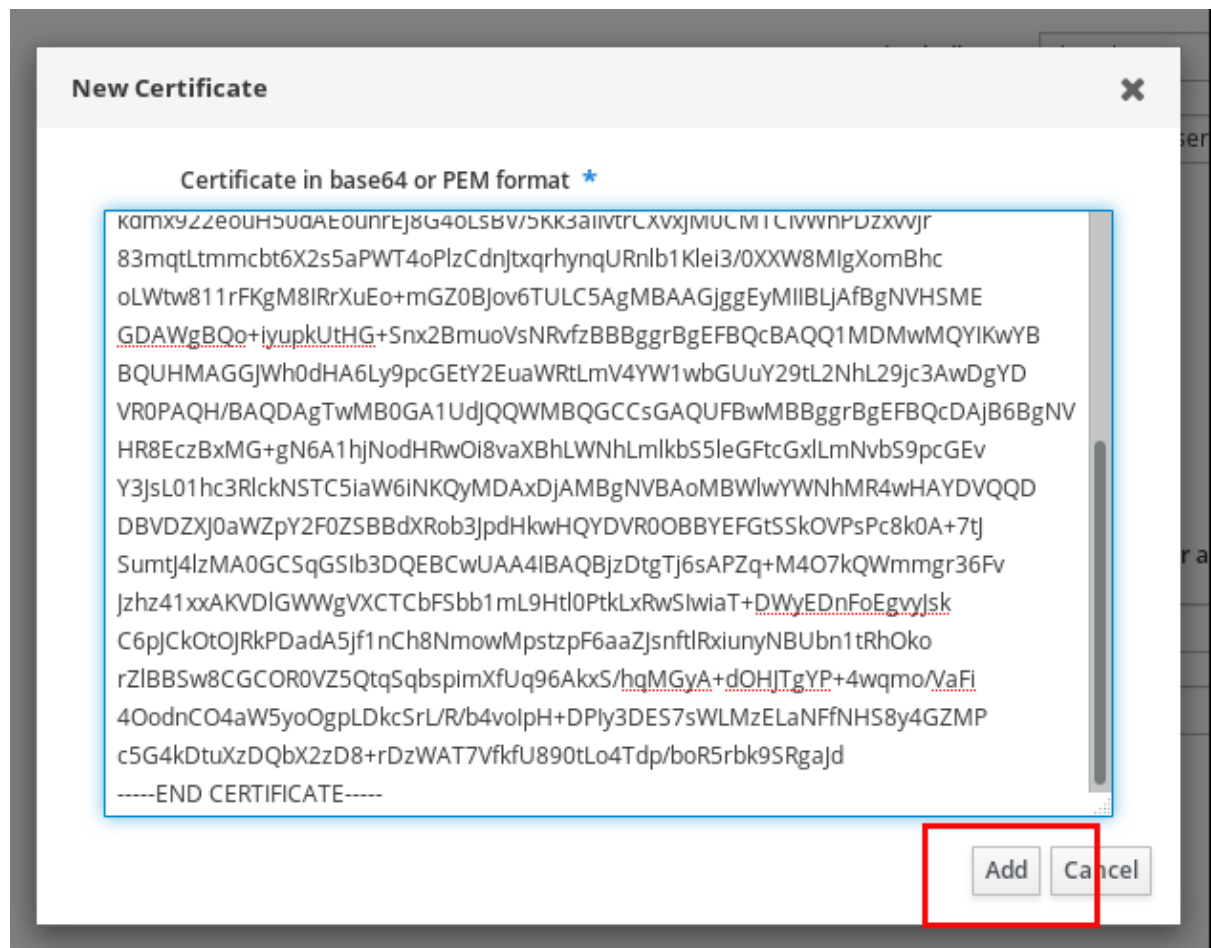 New Certificate
Certificate in base64 or PEM format *
83mqtLtmmcbt6X2s5aPWT4oPlzCdnJtxqrhynqURnlb1Klei3/0XXW8MIgXomBhc
oLWtw811rFKgM8IRrXuEo+mGZ0BJov6TULC5AgMBAAGjggEyMIIBLjAfBgNVHSME
GDAWgBQo+iyupkUtHG+Snx2BmuoVsNRvfzBBBggrBgEFBQcBAQQ1MDMwMQYIKwYB
BQUHMAGGJWh0dHA6Ly9pcGEtY2EuaWRtLmV4YW1wbGUuY29tL2NhL29jc3AwDgYD
VR0PAQH/BAQDAgTwMB0GA1UdJQQWMBQGCCsGAQUFBwMBBggrBgEFBQcDAjB6BgNV
HR8EczBxMG+gN6A1hjNodHRwOi8vaXBhLWNhLmlkbS5leGFtcGxlLmNvbS9pcGEv
Y3JsL01hc3RlckNSTC5iaW6iNKQyMDAxDjAMBgNVBAoMBWlwYWNhMR4wHAYDVQQD
DBVDZXJ0aWZpY2F0ZSBBdXRob3JpdHkwHQYDVR0OBBYEFGtSSkOVPsPc8k0A+7tJ
SumtJ4lzMA0GCSqGSIb3DQEBCwUAA4IBAQBjzDtgTj6sAPZq+M4O7kQWmmgr36Fv
Jzhz41xxAKVDlGWWgVXCTCbFSbb1mL9Htl0PtkLxRwSIwiaT+DWyEDnFoEgvyJsk
C6pJCkOtOJRkPDadA5jf1nCh8NmowMpstzpF6aaZJsnftlRxiunyNBUbn1tRhOko
rZlBBSw8CGCOR0VZ5QtqSqbspimXfUq96AkxS/hqMGyA+dOHJTgYP+4wqmo/VaFi
4OodnCO4aW5yoOgpLDkcSrL/R/b4voIpH+DPIy3DES7sWLMzELaNFfNHS8y4GZMP
c5G4kDtuXzDQbX2zD8+rDzWAT7VfkfU890tLo4Tdp/boR5rbk9SRgaJd
-----END CERTIFICATE-----
Add
Cancel